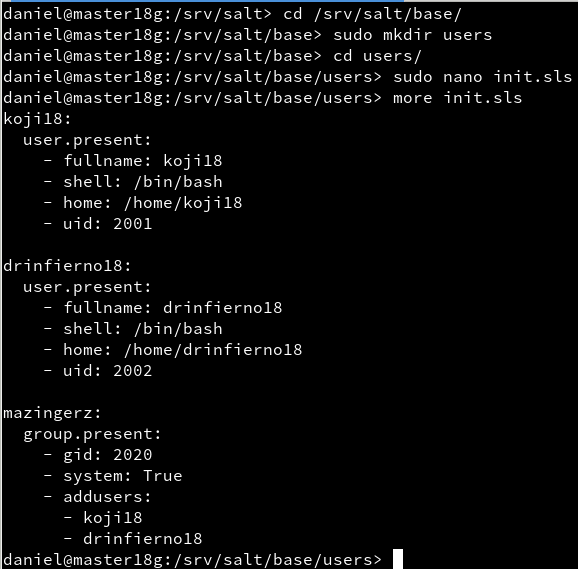 daniel@master18g:/srv/salt> cd /srv/salt/base/
daniel@master18g:/srv/salt/base> sudo mkdir users
daniel@master18g:/srv/salt/base> cd users/
daniel@master18g:/srv/salt/base/users> sudo nano init.sls
daniel@master18g:/srv/salt/base/users> more init.sls
koji18:
  user.present:
    - fullname: koji18
    - shell: /bin/bash
    - home: /home/koji18
    - uid: 2001

drinfierno18:
  user.present:
    - fullname: drinfierno18
    - shell: /bin/bash
    - home: /home/drinfierno18
    - uid: 2002

mazingerz:
  group.present:
    - gid: 2020
    - system: True
    - addusers:
      - koji18
      - drinfierno18
daniel@master18g:/srv/salt/base/users>